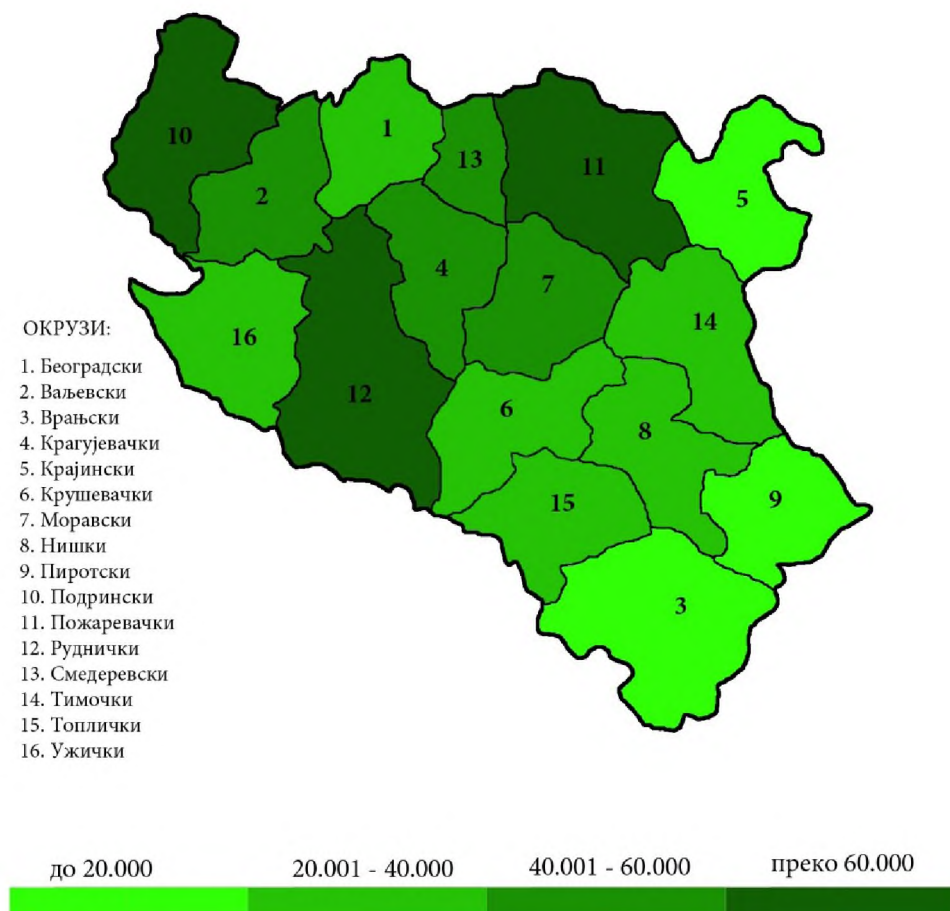 10
1
13
11
2
5
4
7
16
14
12
6
8
15
9
3
ОКРУЗИ:
1. Београдски
2. Ваљевски
3. Врањски
4. Крагујевачки
5. Крајински
6. Крушевачки
7. Моравски
8. Нишки
9. Пиротски
10. Подрински
11. Пожаревачки
12. Руднички
13. Смедеревски
14. Тимочки
15. Топлички
16. Ужички
до 20.000 20.001 - 40.000 40.001 - 60.000 преко 60.000